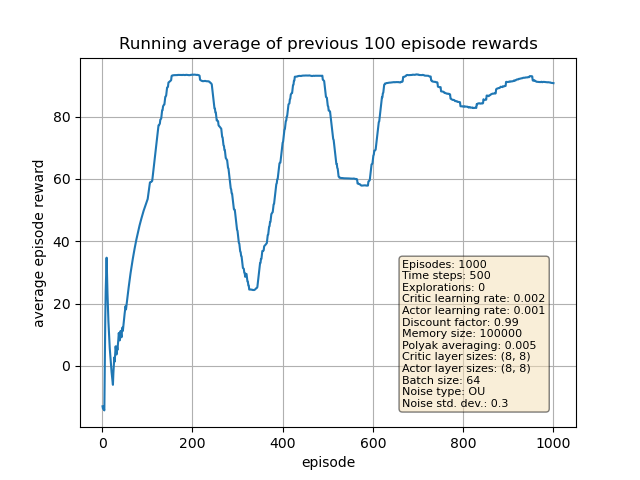 Running average of previous 100 episode rewards
average episode reward
80
60
40
20
0
Episodes: 1000
Time steps: 500
Explorations: 0
Critic learning rate: 0.002
Actor learning rate: 0.001
Discount factor: 0.99
Memory size: 100000
Polyak averaging: 0.005
Critic layer sizes: (8, 8)
Actor layer sizes: (8, 8)
Batch size: 64
Noise type: OU
Noise std. dev.: 0.3
0 200 400 600 800 1000
episode